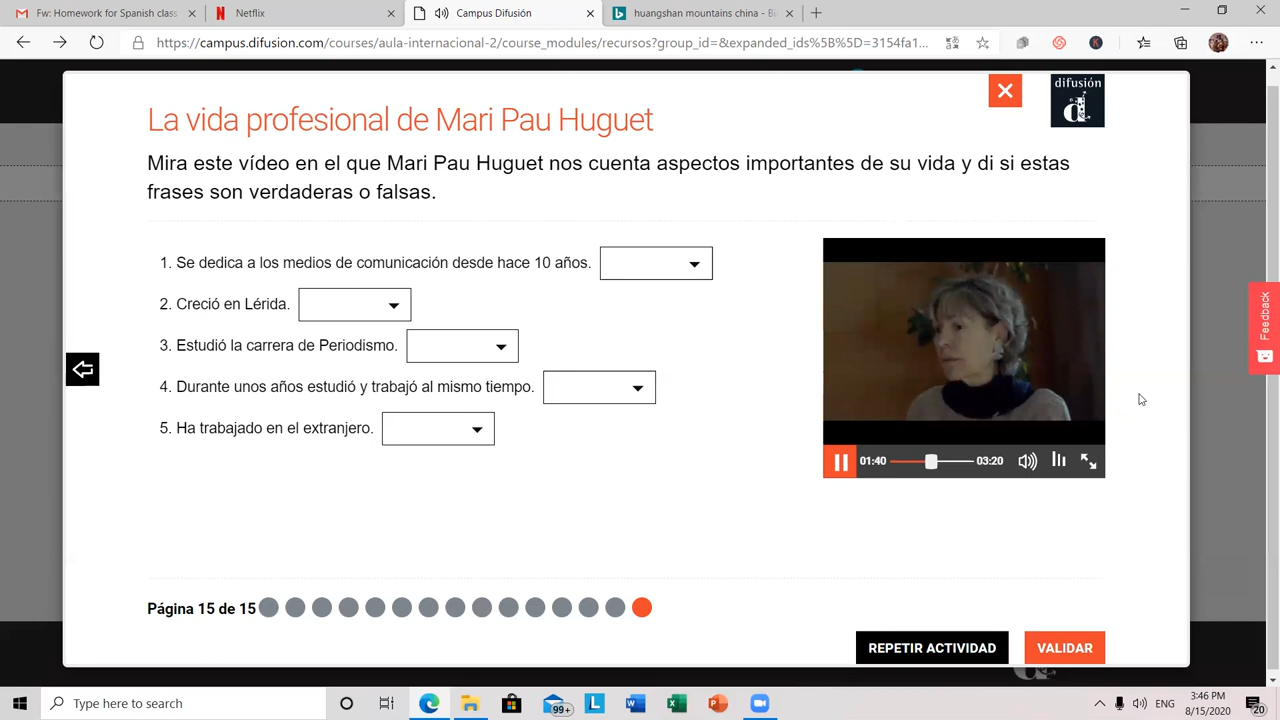 Fw: Homework for Spanish class
Netflix
Campus Difusión
huangshan mountains china - Bi
https://campus.difusion.com/courses/aula-internacional-2/course_modules/recursos?group_id=&expanded_ids%5B%5D=3154fa1...
difusión
La vida profesional de Mari Pau Huguet
Mira este vídeo en el que Mari Pau Huguet nos cuenta aspectos importantes de su vida y di si estas
frases son verdaderas o falsas.
1. Se dedica a los medios de comunicación desde hace 10 años.
2. Creció en Lérida.
3. Estudió la carrera de Periodismo.
4. Durante unos años estudió y trabajó al mismo tiempo.
5. Ha trabajado en el extranjero.
01:40
03:20
Feedback
Página 15 de 15
REPETIR ACTIVIDAD
VALIDAR
Type here to search
99+
ENG
3:46 PM
8/15/2020
20